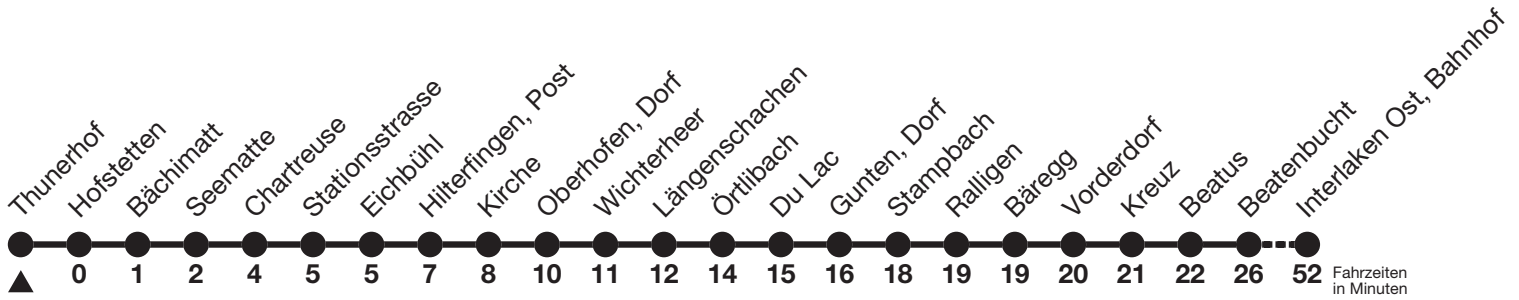 Thunerhof
Hofstetten
Bächimatt
Seematte
Chartreuse
Stationsstrasse
Eichbühl
Hilterfingen, Post
Kirche
Oberhofen, Dorf
Wichterheer
Längenschachen
Örtlibach
Du Lac
Gunten, Dorf
Stampbach
Ralligen
Bäregg
Vorderdorf
Kreuz
Beatus
Beatenbucht
Interlaken Ost, Bahnhof
0 1 2 4 5 5 7 8 10 11 12 14 15 16 18 19 19 20 21 22 26 52
Fahrzeiten
in Minuten